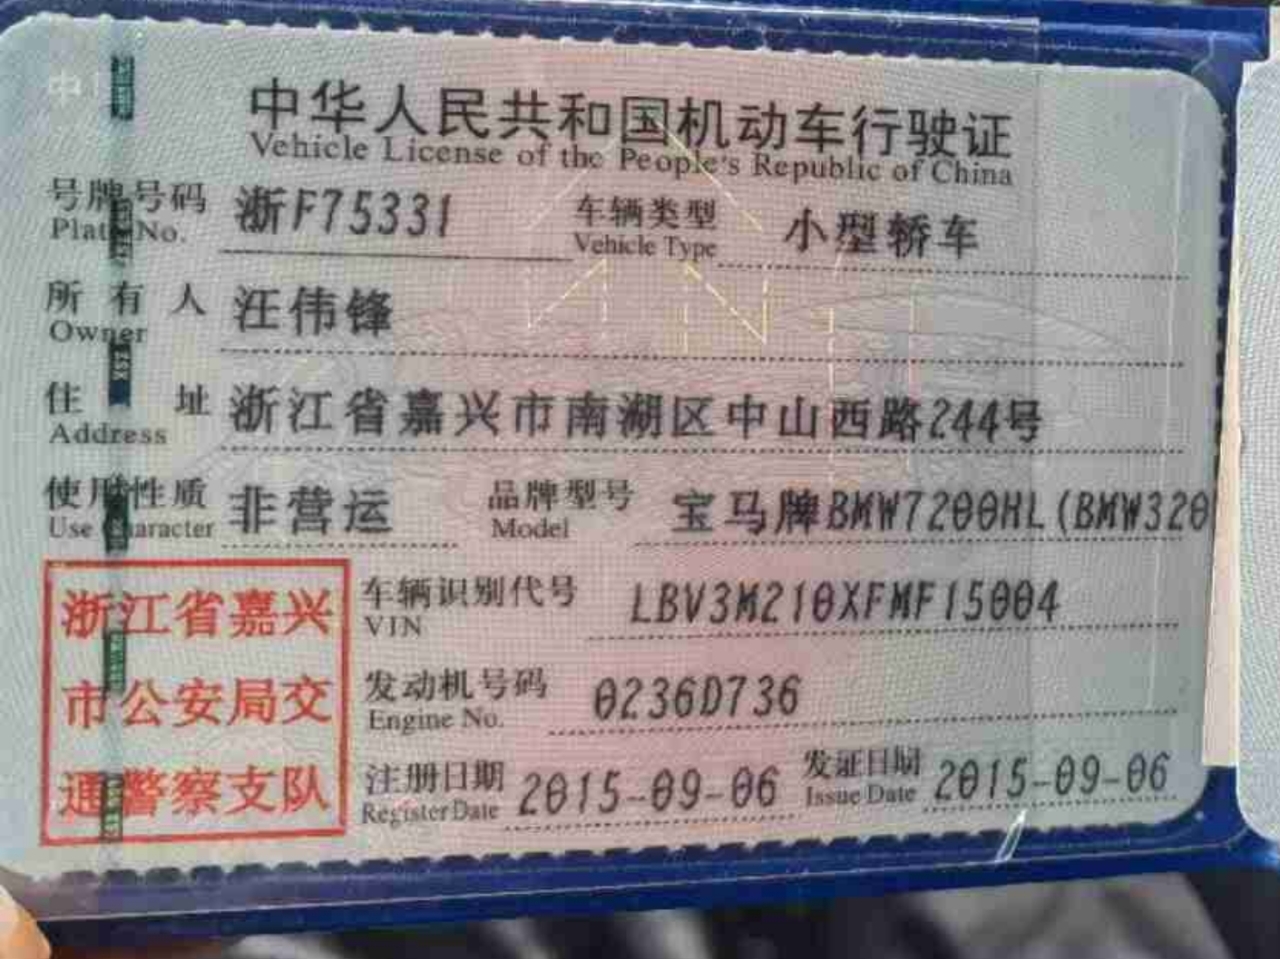 中华人民共和国机动车行驶证
Vehicle License of the People's Republic of China
号牌号码 浙F75331 车辆类型 小型轿车
Plate No. Vehicle Type
所有人 汪伟锋
Owner
住址 浙江省嘉兴市南湖区中山西路244号
Address
使用性质 非营运 品牌型号 宝马牌BMW7200HL(BMW320
Use Character Model
浙江省嘉兴
市公安局交
通警察支队
车辆识别代号 LBV3M210XFMF15004
VIN
发动机号码 0236D736
Engine No.
注册日期 2015-09-06 发证日期 2015-09-06
Register Date Issue Date